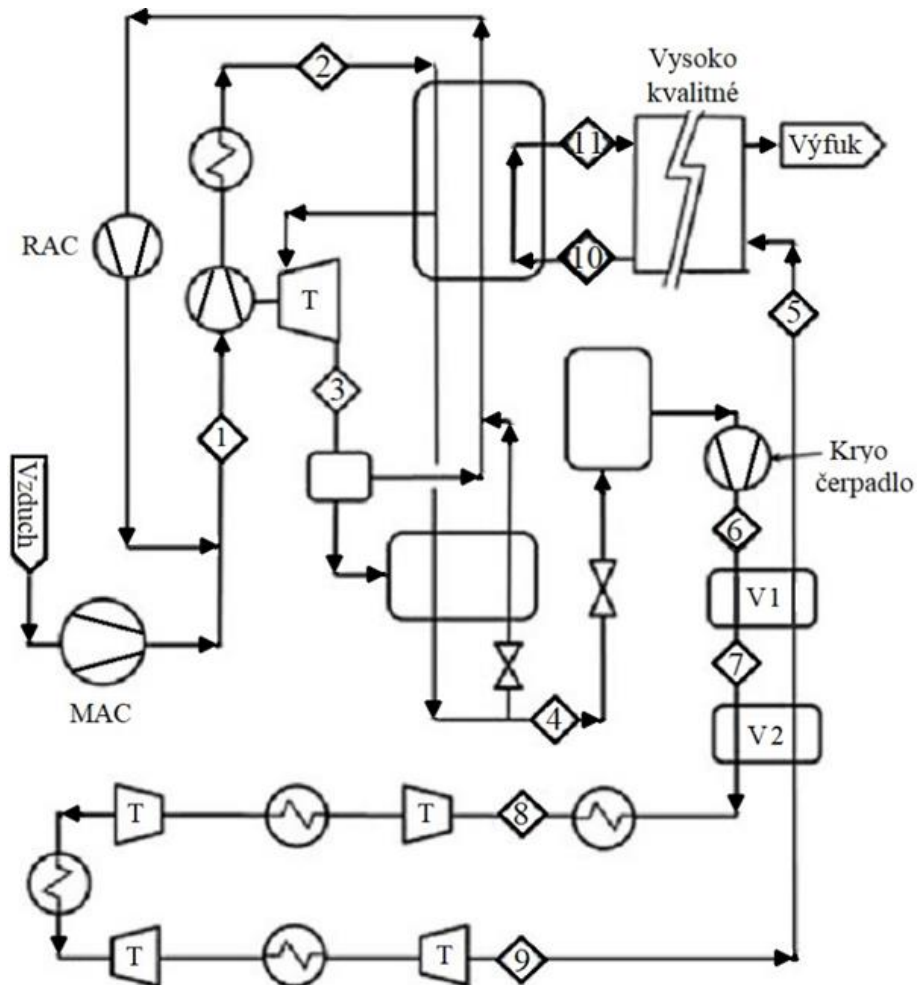 2
Vysoko
kvalitné
11
Výfuk
RAC
T
10
5
3
1
Kryo
čerpadlo
Vzduch
6
V1
7
MAC
4
V2
T
T
8
T
T
9